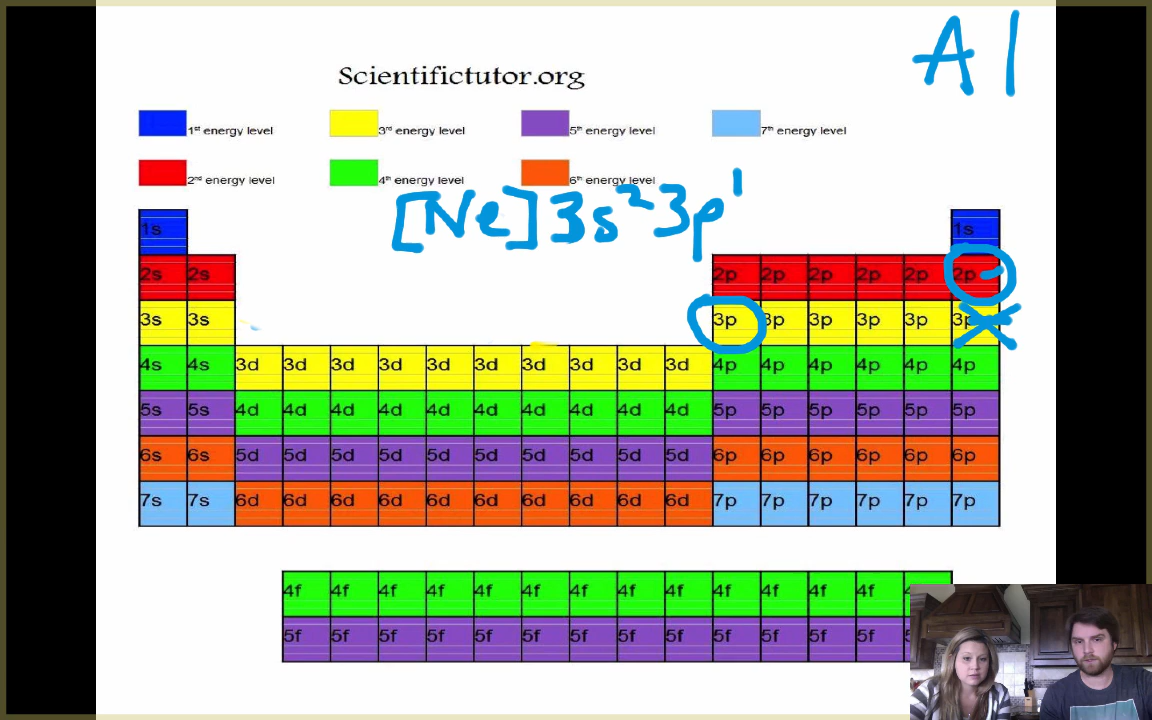 Al
Scientifictutor.org
1st energy level 3rd energy level 5th energy level 7th energy level
2nd energy level 4th energy level 6th energy level
[Ne]3s²3p¹
1s 1s
2s 2s 2p 2p 2p 2p 2p 2p
3s 3s 3p 3p 3p 3p 3p 3p
4s 4s 3d 3d 3d 3d 3d 3d 3d 3d 3d 3d 4p 4p 4p 4p 4p 4p
5s 5s 4d 4d 4d 4d 4d 4d 4d 4d 4d 4d 5p 5p 5p 5p 5p 5p
6s 6s 5d 5d 5d 5d 5d 5d 5d 5d 5d 5d 6p 6p 6p 6p 6p 6p
7s 7s 6d 6d 6d 6d 6d 6d 6d 6d 6d 6d 7p 7p 7p 7p 7p 7p
4f 4f 4f 4f 4f 4f 4f 4f 4f 4f 4f 4f 4f
5f 5f 5f 5f 5f 5f 5f 5f 5f 5f 5f 5f 5f